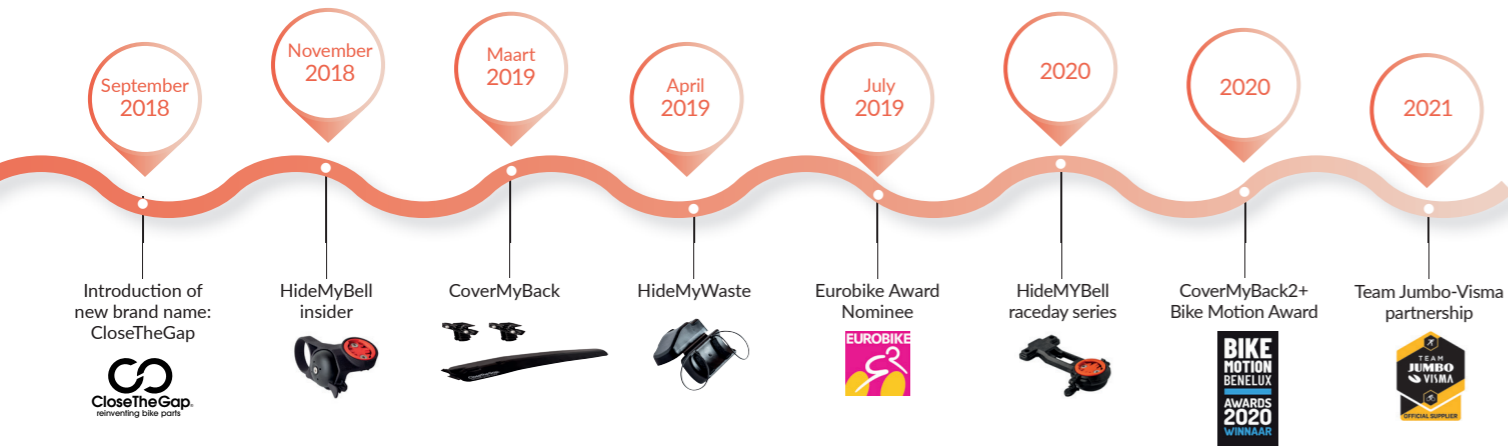 September
2018
November
2018
Maart
2019
April
2019
July
2019
2020
2020
2021
Introduction of
new brand name:
CloseTheGap
CloseTheGap®
reinventing bike parts
HideMyBell
insider
CoverMyBack
HideMyWaste
Eurobike Award
Nominee
EUROBIKE
HideMYBell
raceday series
CoverMyBack2+
Bike Motion Award
BIKE
MOTION
BENELUX
AWARDS
2020
WINNAAR
Team Jumbo-Visma
partnership
TEAM
JUMBO
VISMA
OFFICIAL SUPPLIER